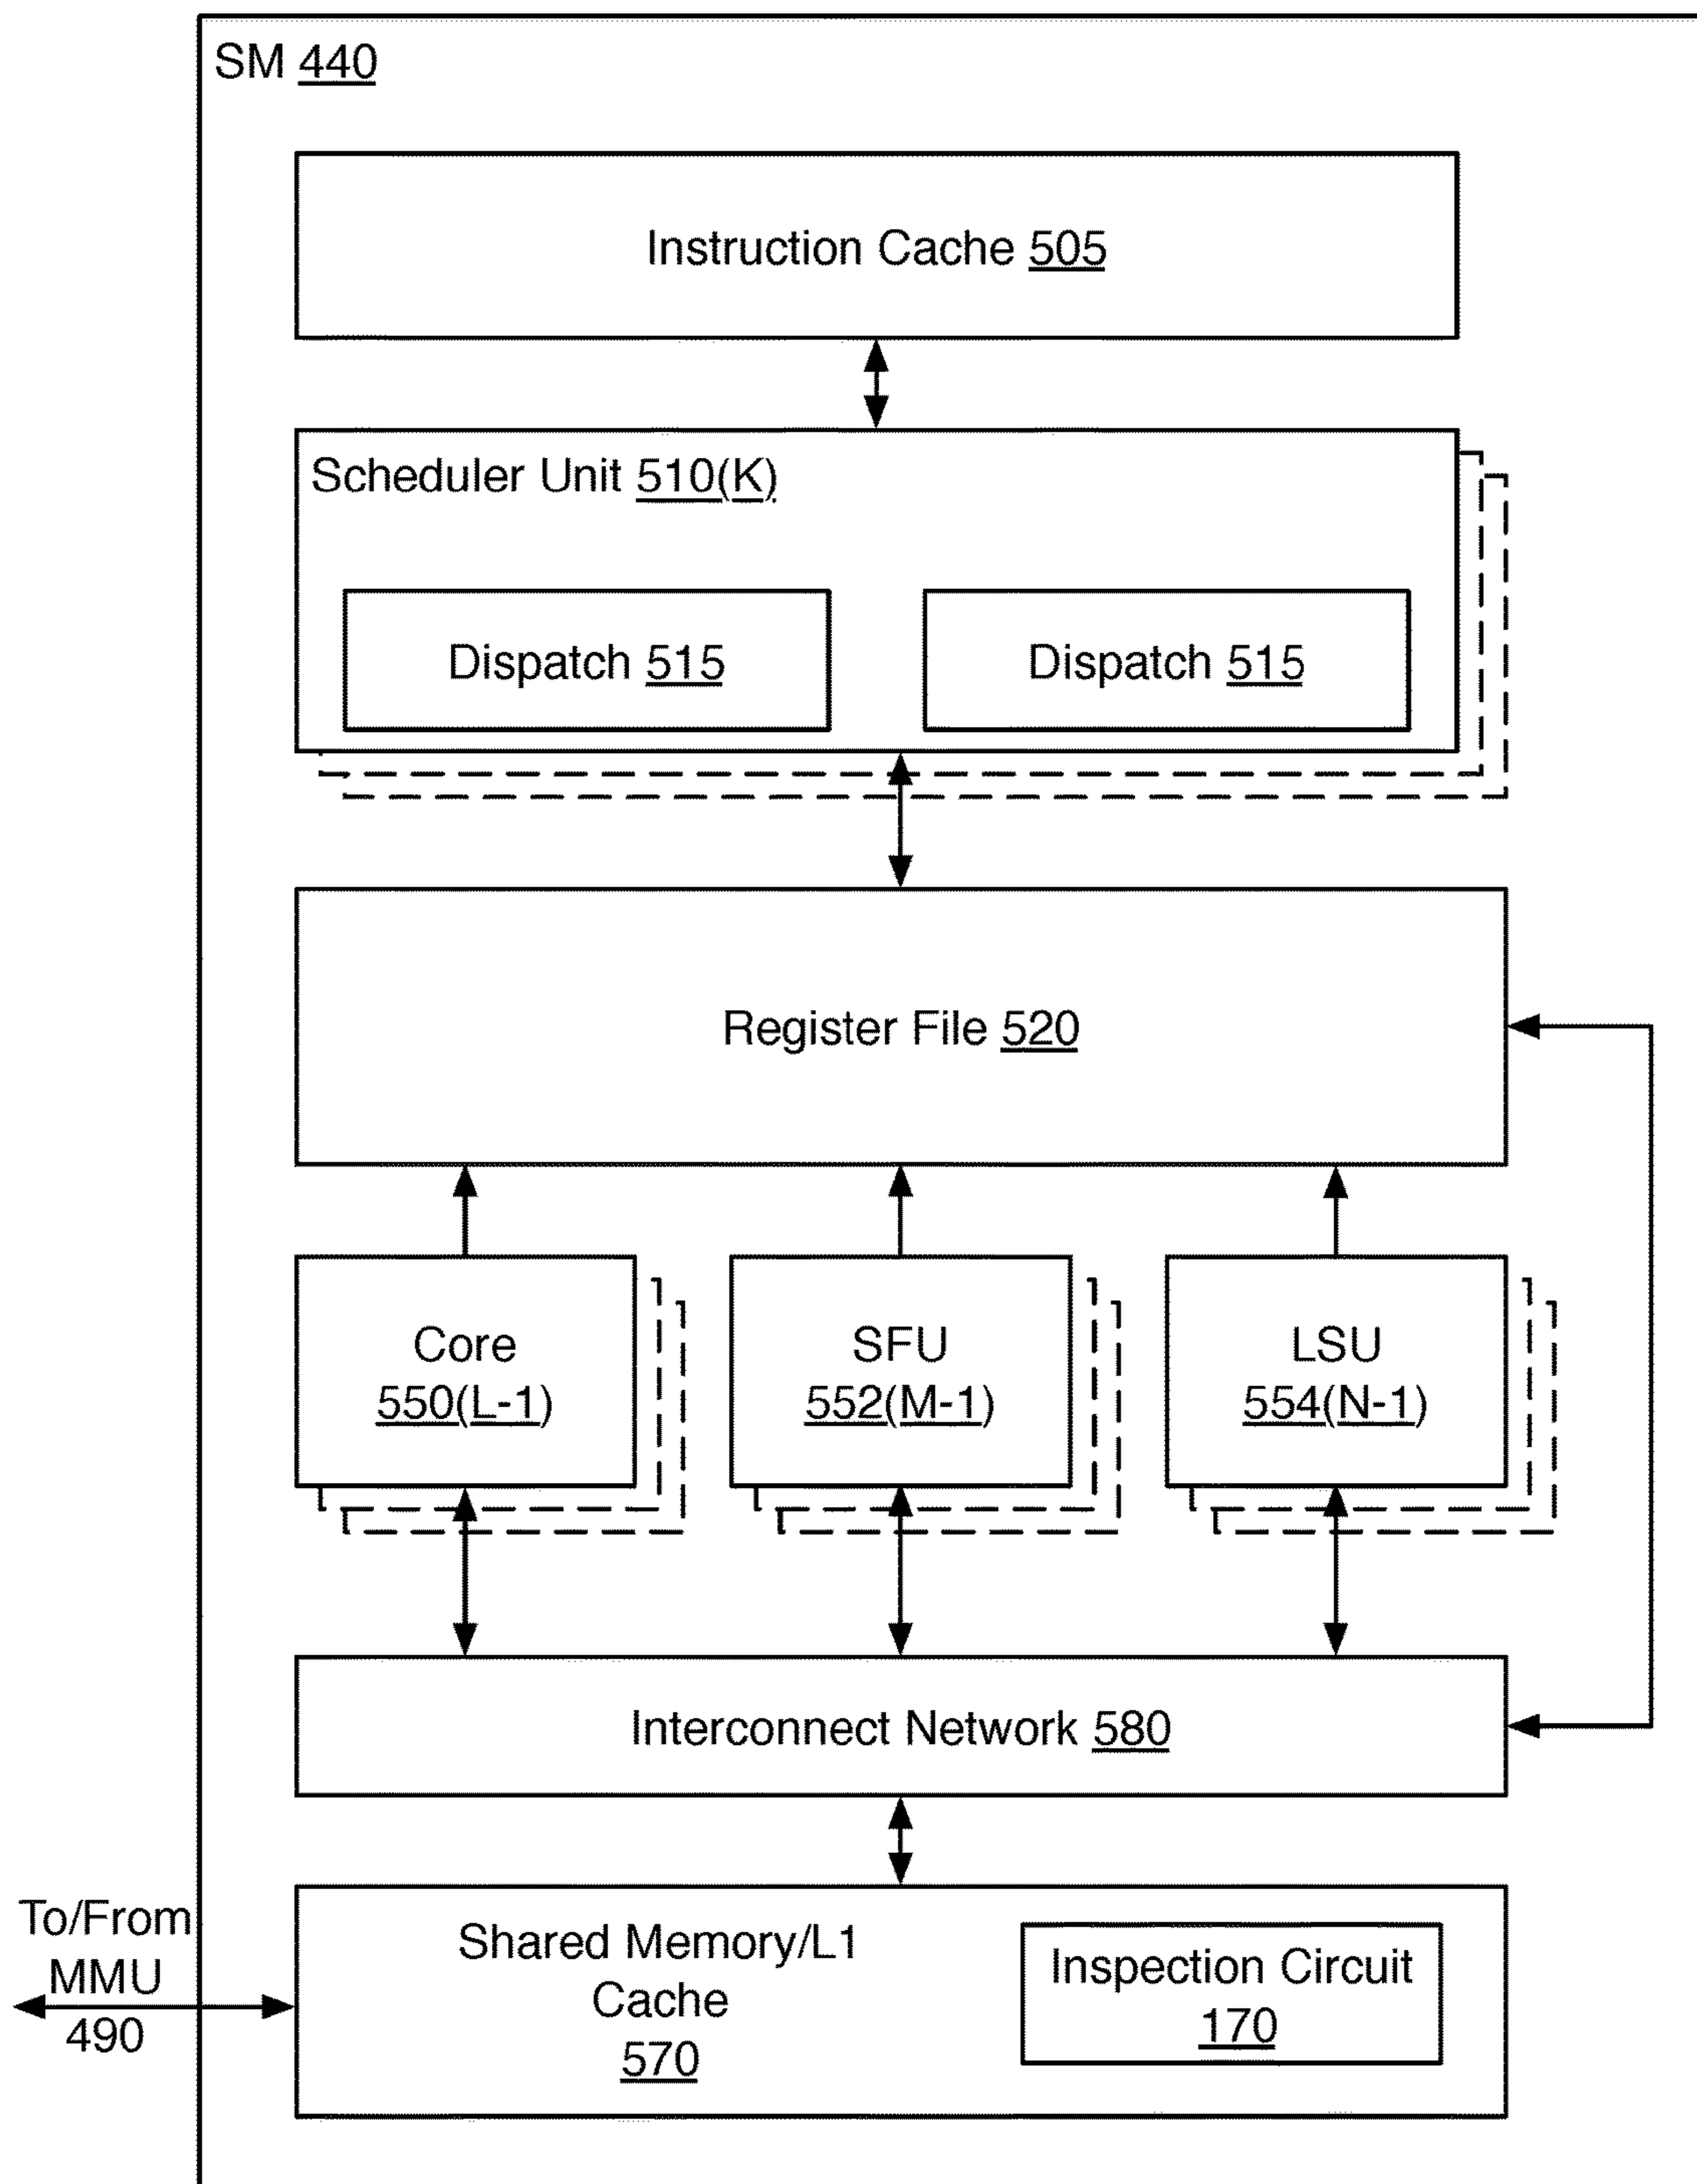 SM 440
Instruction Cache 505
Scheduler Unit 510(K)
Dispatch 515
Dispatch 515
Register File 520
Core
550(L-1)
SFU
552(M-1)
LSU
554(N-1)
Interconnect Network 580
To/From
MMU
490
Shared Memory/L1
Cache
570
Inspection Circuit
170